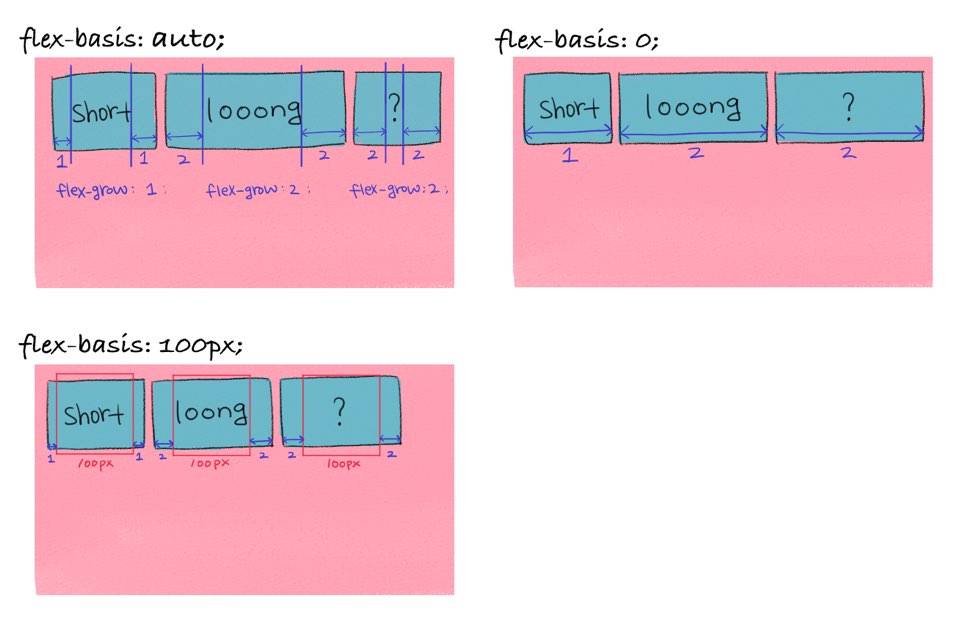 flex-basis: auto;
short looong ?
1 1 2 2 2 2
flex-grow: 1; flex-grow: 2; flex-grow: 2;
flex-basis: 0;
short looong ?
1 2 2
flex-basis: 100px;
short loong ?
1 100px 1 2 100px 2 2 100px 2